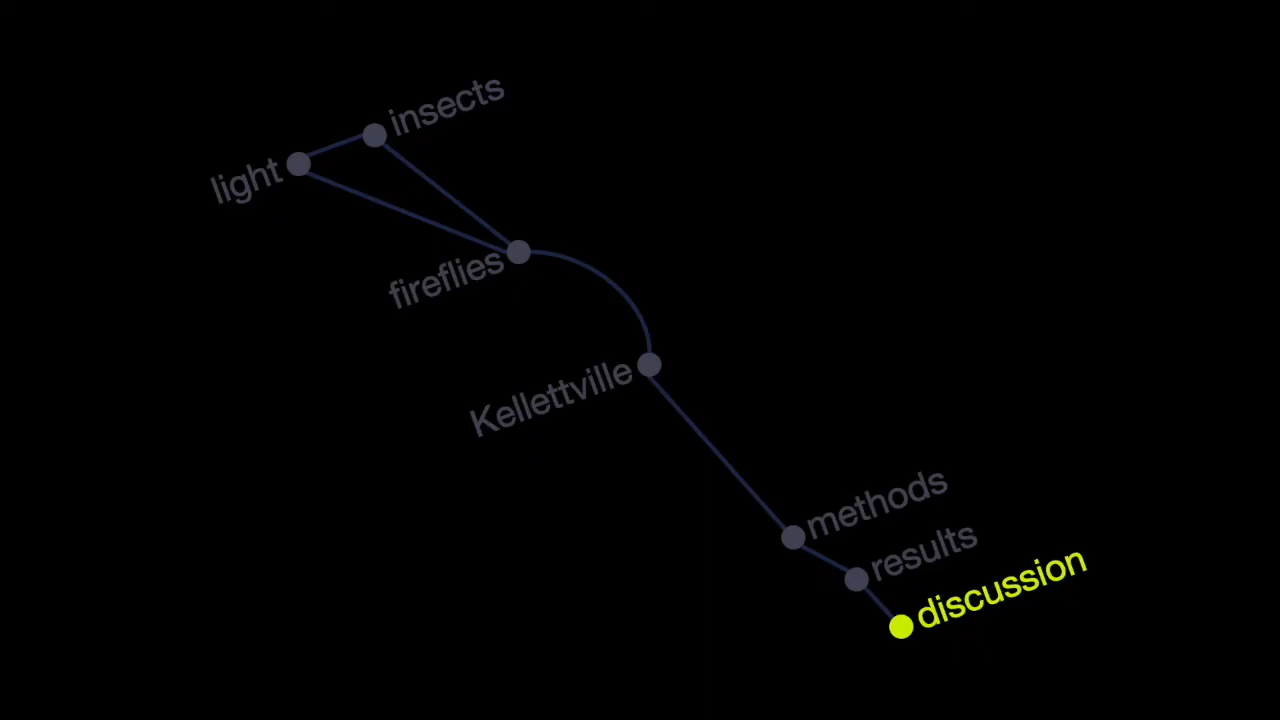 insects
light
fireflies
Kellettville
methods
results
discussion